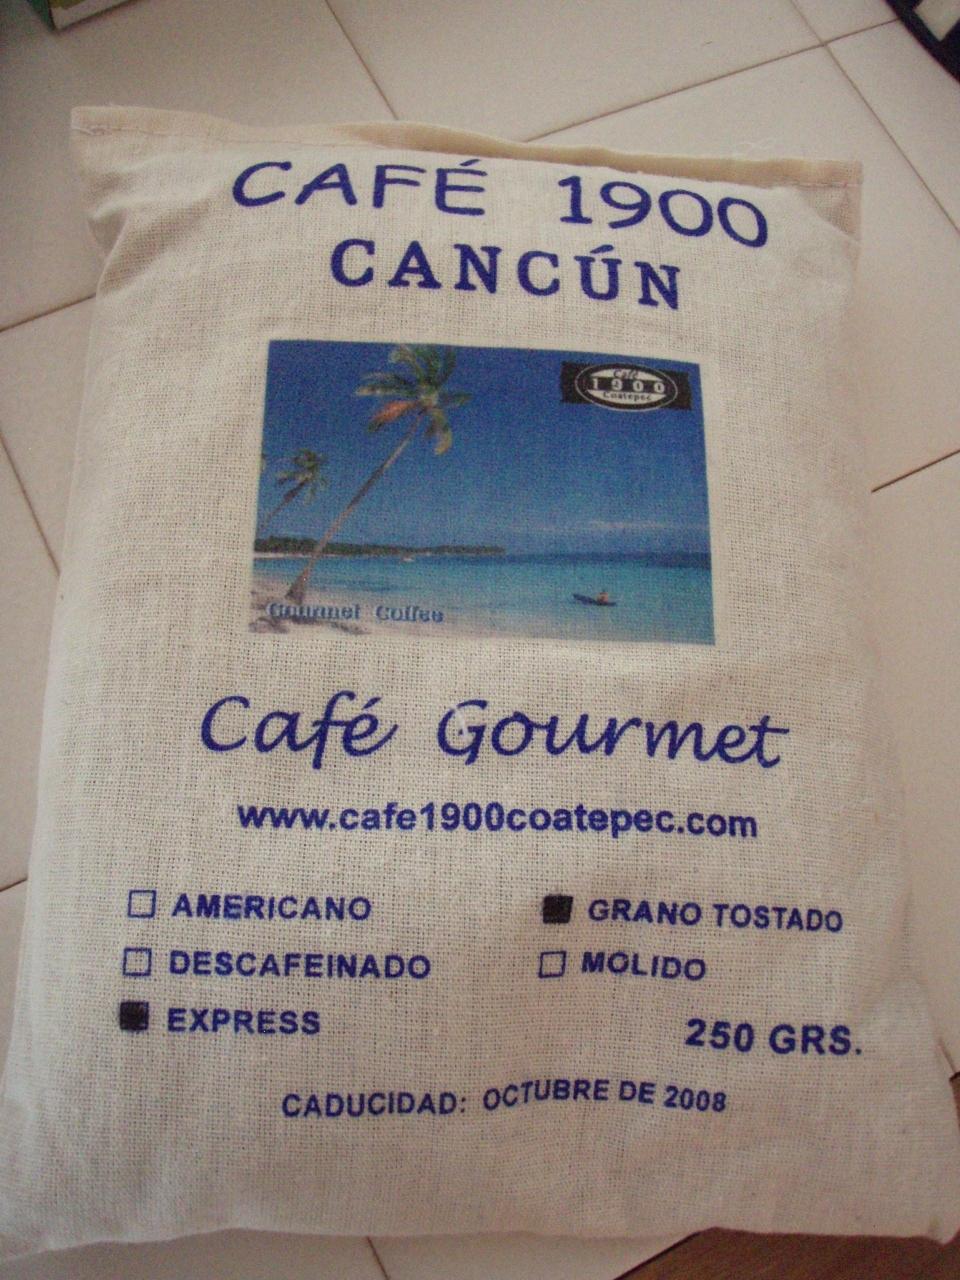 CAFÉ 1900
CANCÚN
Café
1900
Coatepec
Gourmet Coffee
Café Gourmet
www.cafe1900coatepec.com
AMERICANO
DESCAFEINADO
EXPRESS
GRANO TOSTADO
MOLIDO
250 GRS.
CADUCIDAD: OCTUBRE DE 2008